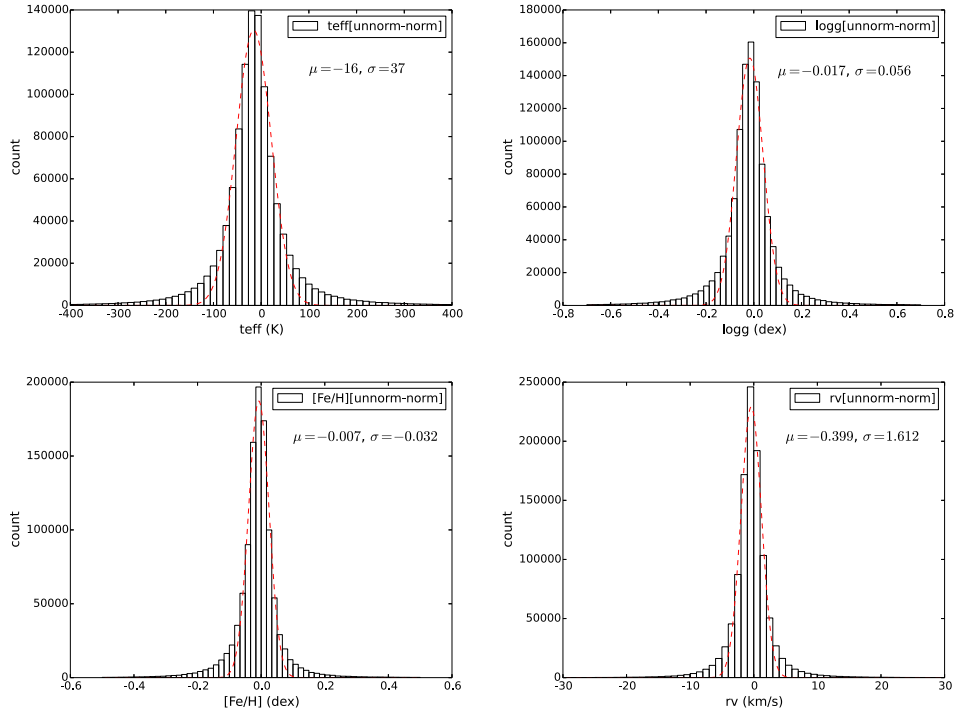 teff[unnorm-norm]
μ=−16, σ=37
count
140000
120000
100000
80000
60000
40000
20000
0
-400 -300 -200 -100 0 100 200 300 400
teff (K)
logg[unnorm-norm]
μ=−0.017, σ=0.056
count
180000
160000
140000
120000
100000
80000
60000
40000
20000
0
-0.8 -0.6 -0.4 -0.2 0.0 0.2 0.4 0.6 0.8
logg (dex)
[Fe/H][unnorm-norm]
μ=−0.007, σ=−0.032
count
200000
150000
100000
50000
0
-0.6 -0.4 -0.2 0.0 0.2 0.4 0.6
[Fe/H] (dex)
rv[unnorm-norm]
μ=−0.399, σ=1.612
count
250000
200000
150000
100000
50000
0
-30 -20 -10 0 10 20 30
rv (km/s)